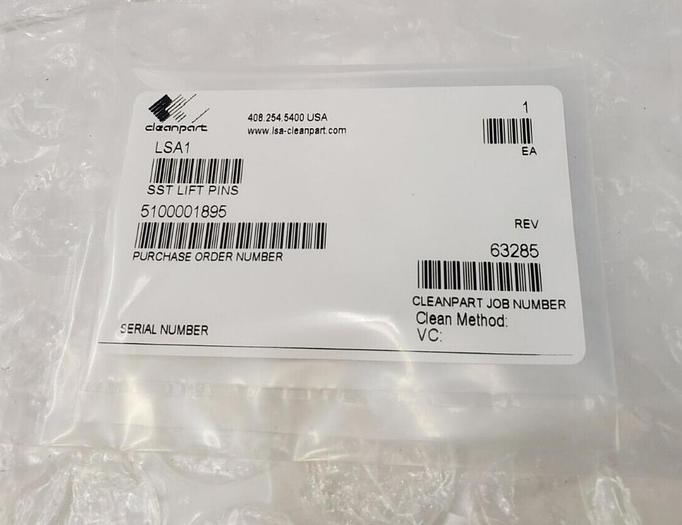 cleanpart
408.254.5400 USA
www.lsa-cleanpart.com
1
EA
LSA1
SST LIFT PINS
5100001895
PURCHASE ORDER NUMBER
REV
63285
CLEANPART JOB NUMBER
Clean Method:
VC:
SERIAL NUMBER